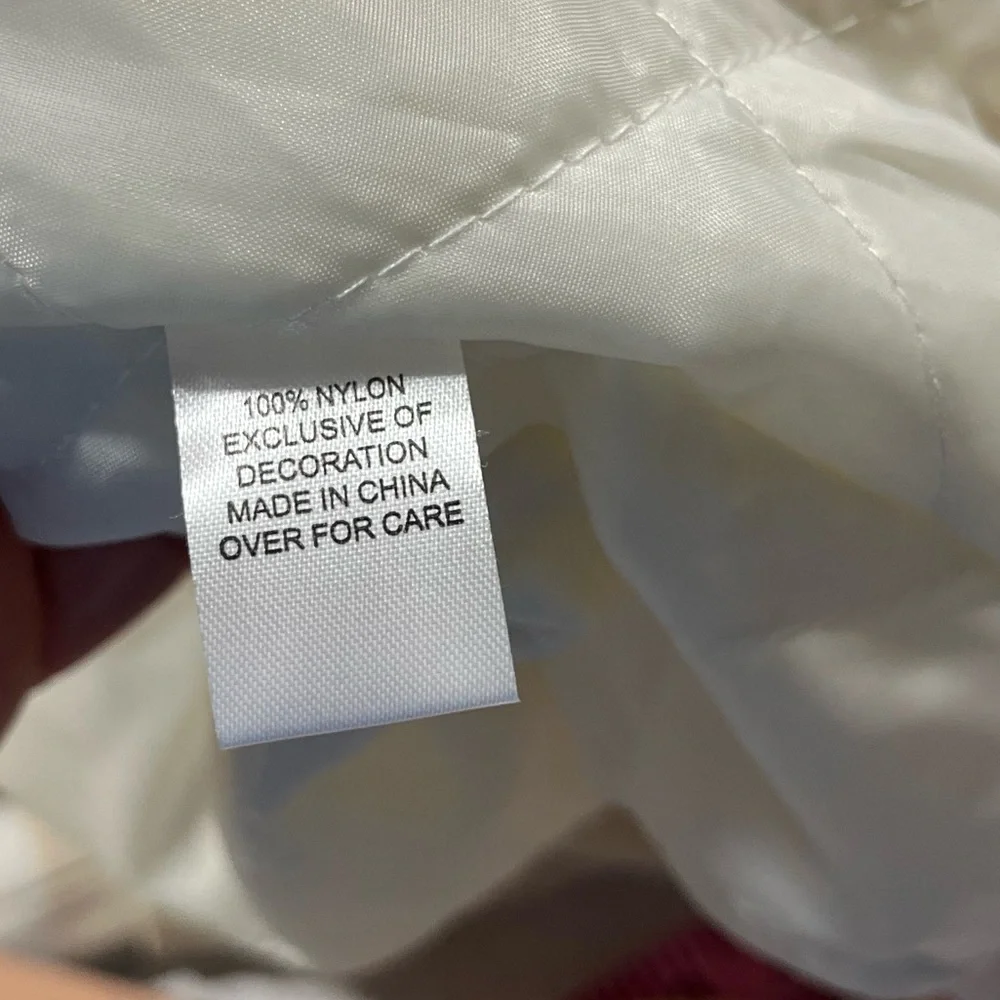 100% NYLON
EXCLUSIVE OF
DECORATION
MADE IN CHINA
OVER FOR CARE